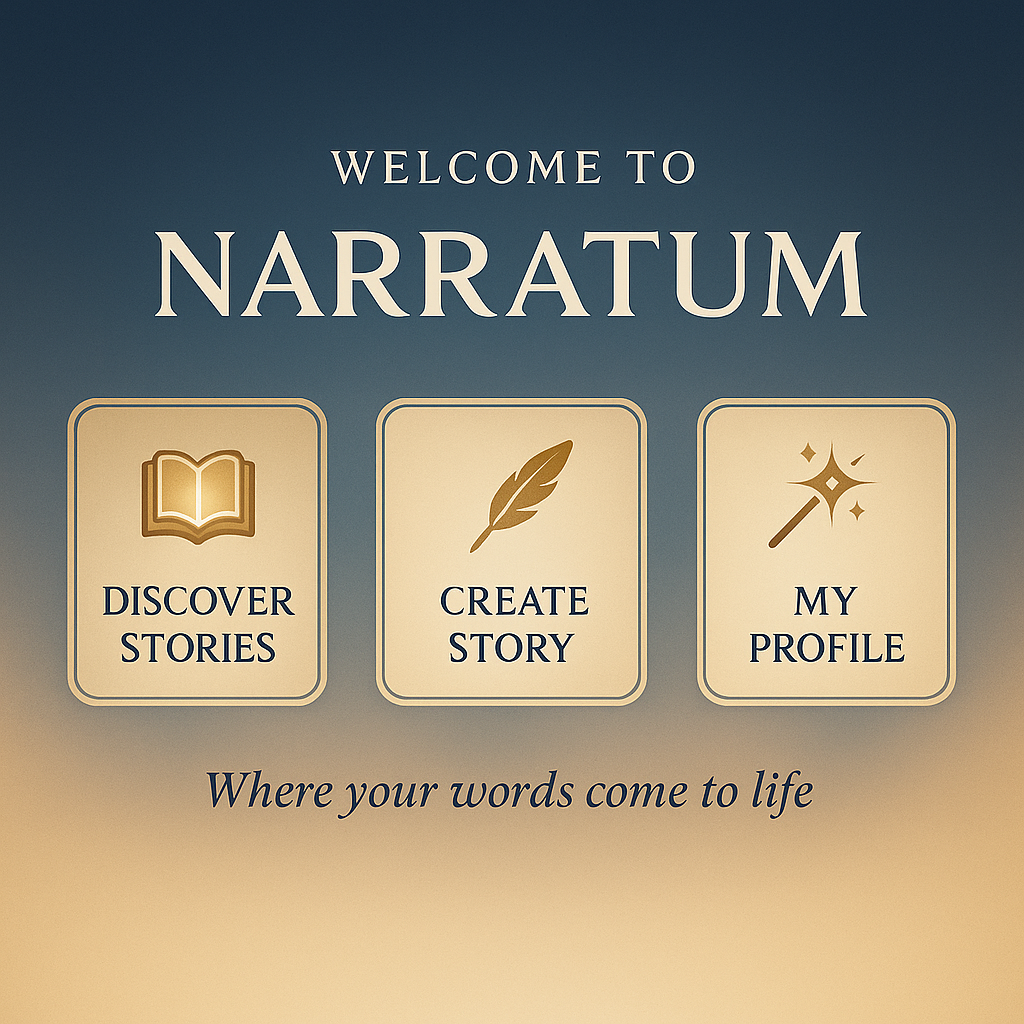 WELCOME TO
NARRATUM
DISCOVER
STORIES
CREATE
STORY
MY
PROFILE
Where your words come to life